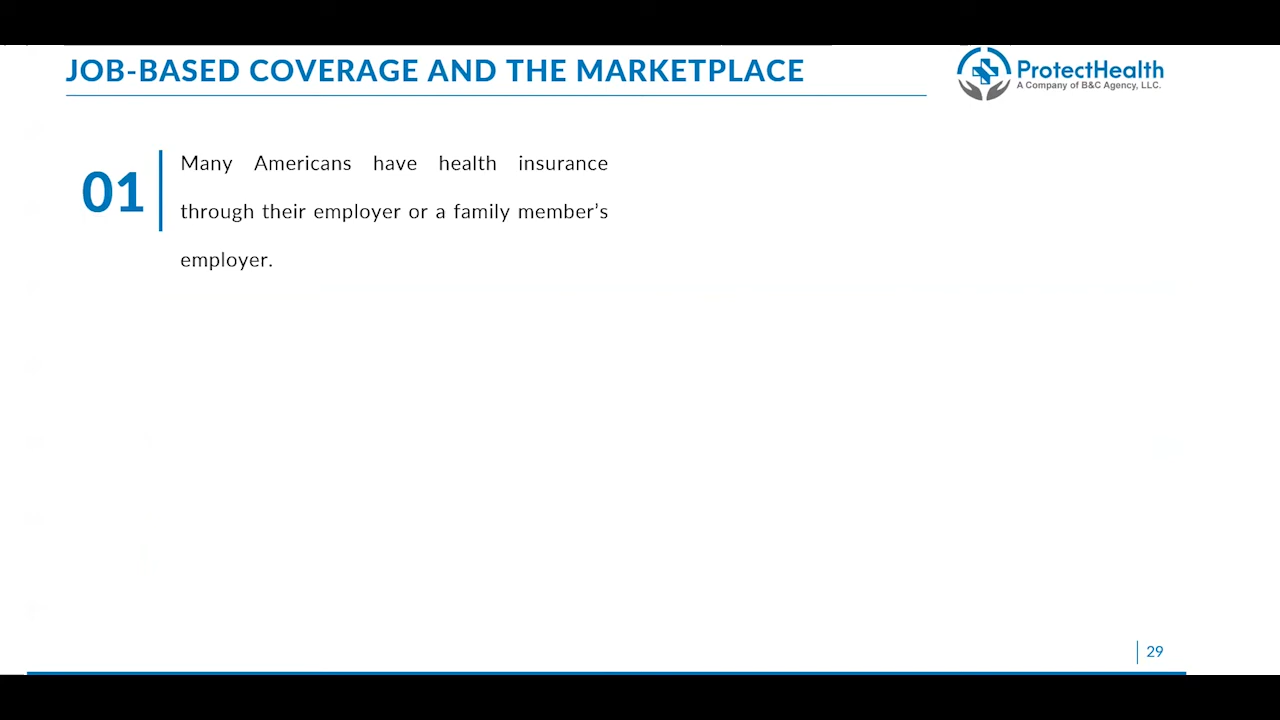 JOB-BASED COVERAGE AND THE MARKETPLACE
ProtectHealth
A Company of B&C Agency, LLC.
01
Many Americans have health insurance
through their employer or a family member’s
employer.
29